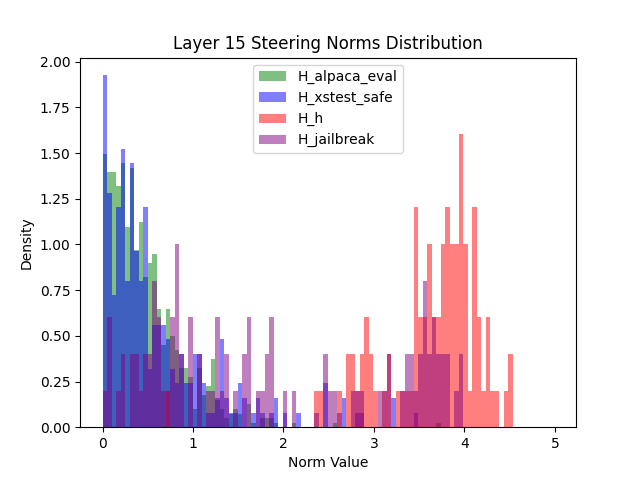 Layer 15 Steering Norms Distribution
H_alpaca_eval
H_xstest_safe
H_h
H_jailbreak
2.00
1.75
1.50
1.25
1.00
0.75
0.50
0.25
0.00
Density
0 1 2 3 4 5
Norm Value